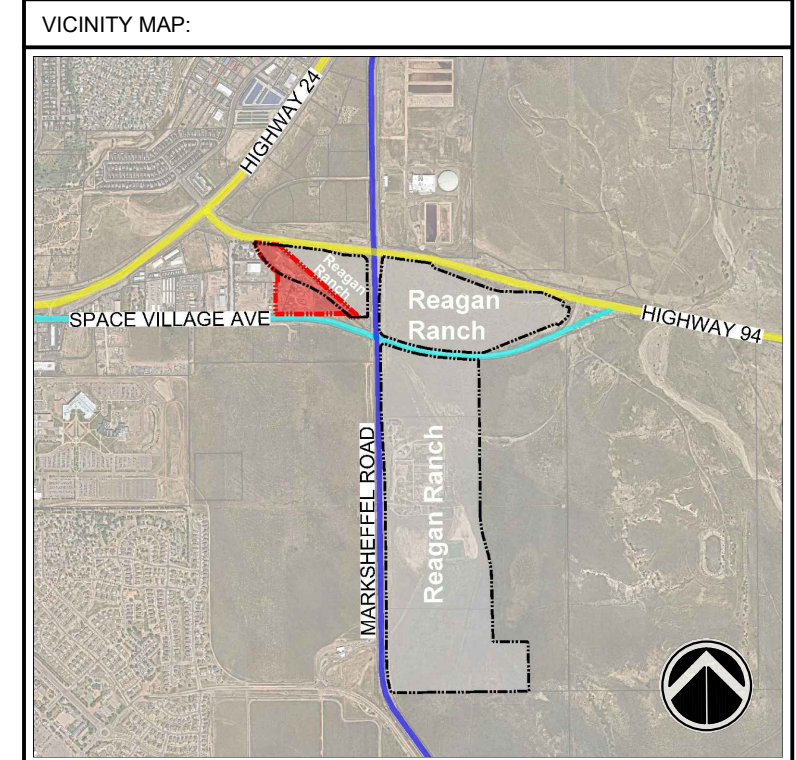 VICINITY MAP:
HIGHWAY 24
Reagan
Ranch
Reagan
Ranch
HIGHWAY 94
SPACE VILLAGE AVE
MARKSHEFFEL ROAD
Reagan Ranch